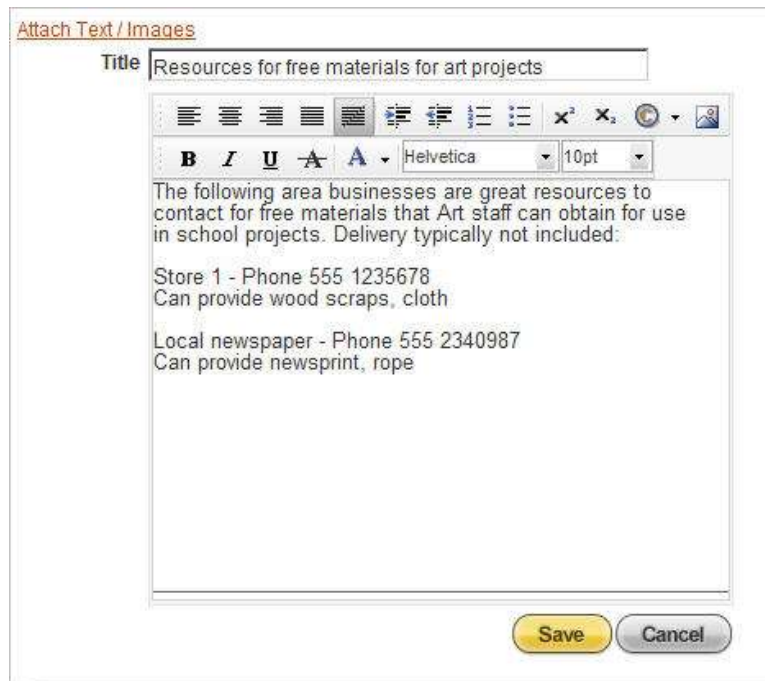 Attach Text / Images
Title Resources for free materials for art projects
B I U A A Helvetica 10pt
The following area businesses are great resources to
contact for free materials that Art staff can obtain for use
in school projects. Delivery typically not included:
Store 1 - Phone 555 1235678
Can provide wood scraps, cloth
Local newspaper - Phone 555 2340987
Can provide newsprint, rope
Save Cancel